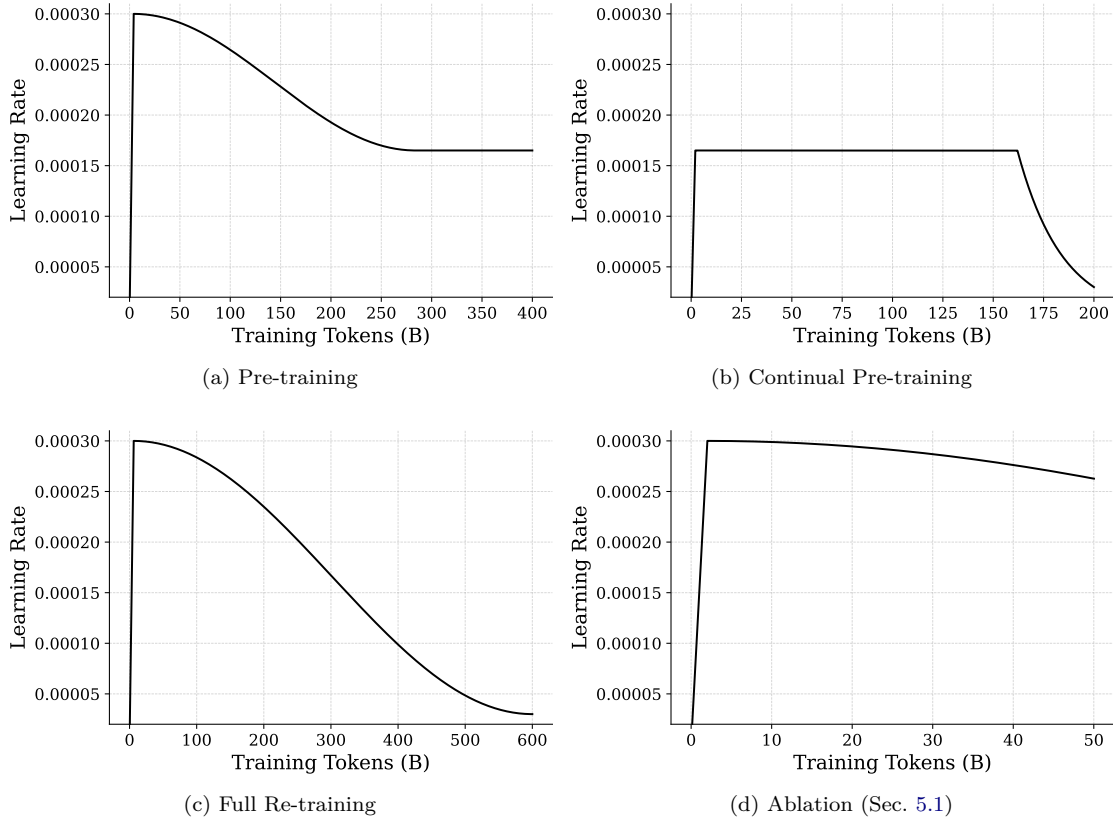 0.00030
0.00025
0.00020
0.00015
0.00010
0.00005
Learning Rate
0 50 100 150 200 250 300 350 400
Training Tokens (B)
(a) Pre-training
0.00030
0.00025
0.00020
0.00015
0.00010
0.00005
Learning Rate
0 25 50 75 100 125 150 175 200
Training Tokens (B)
(b) Continual Pre-training
0.00030
0.00025
0.00020
0.00015
0.00010
0.00005
Learning Rate
0 100 200 300 400 500 600
Training Tokens (B)
(c) Full Re-training
0.00030
0.00025
0.00020
0.00015
0.00010
0.00005
Learning Rate
0 10 20 30 40 50
Training Tokens (B)
(d) Ablation (Sec. 5.1)